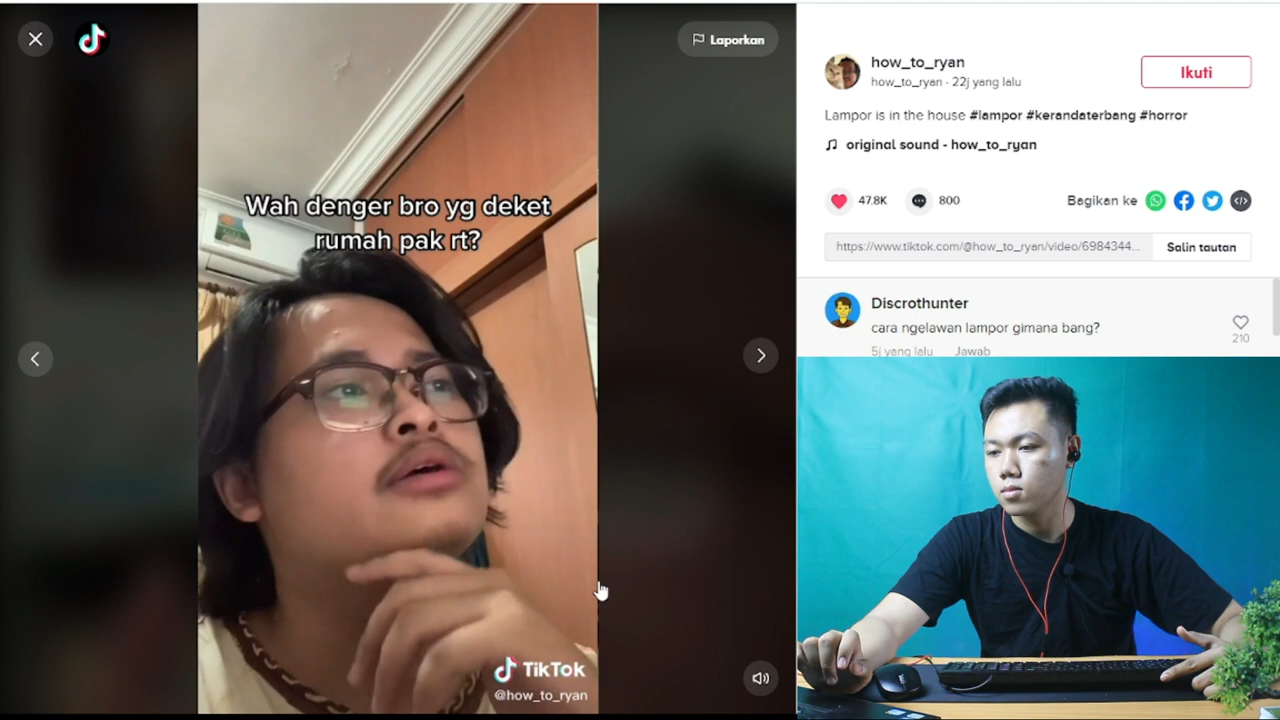 Laporkan
Wah denger bro yg deket
rumah pak rt?
TikTok
@how_to_ryan
how_to_ryan
how_to_ryan · 22j yang lalu
Ikuti
Lampor is in the house #lampor #kerandaterbang #horror
original sound - how_to_ryan
47.8K
800
Bagikan ke
https://www.tiktok.com/@how_to_ryan/video/6984344...
Salin tautan
Discrothunter
cara ngelawan lampor gimana bang?
210
5j yang lalu
Jawab